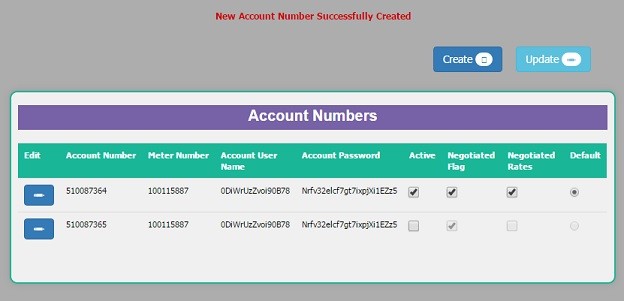 New Account Number Successfully Created
Create Update
Account Numbers
Edit Account Number Meter Number Account User Name Account Password Active Negotiated Flag Negotiated Rates Default
510087364 100115887 0DiWrUzZvoi90B78 Nrfv32elcf7gt7ixpjXi1EZz5
510087365 100115887 0DiWrUzZvoi90B78 Nrfv32elcf7gt7ixpjXi1EZz5